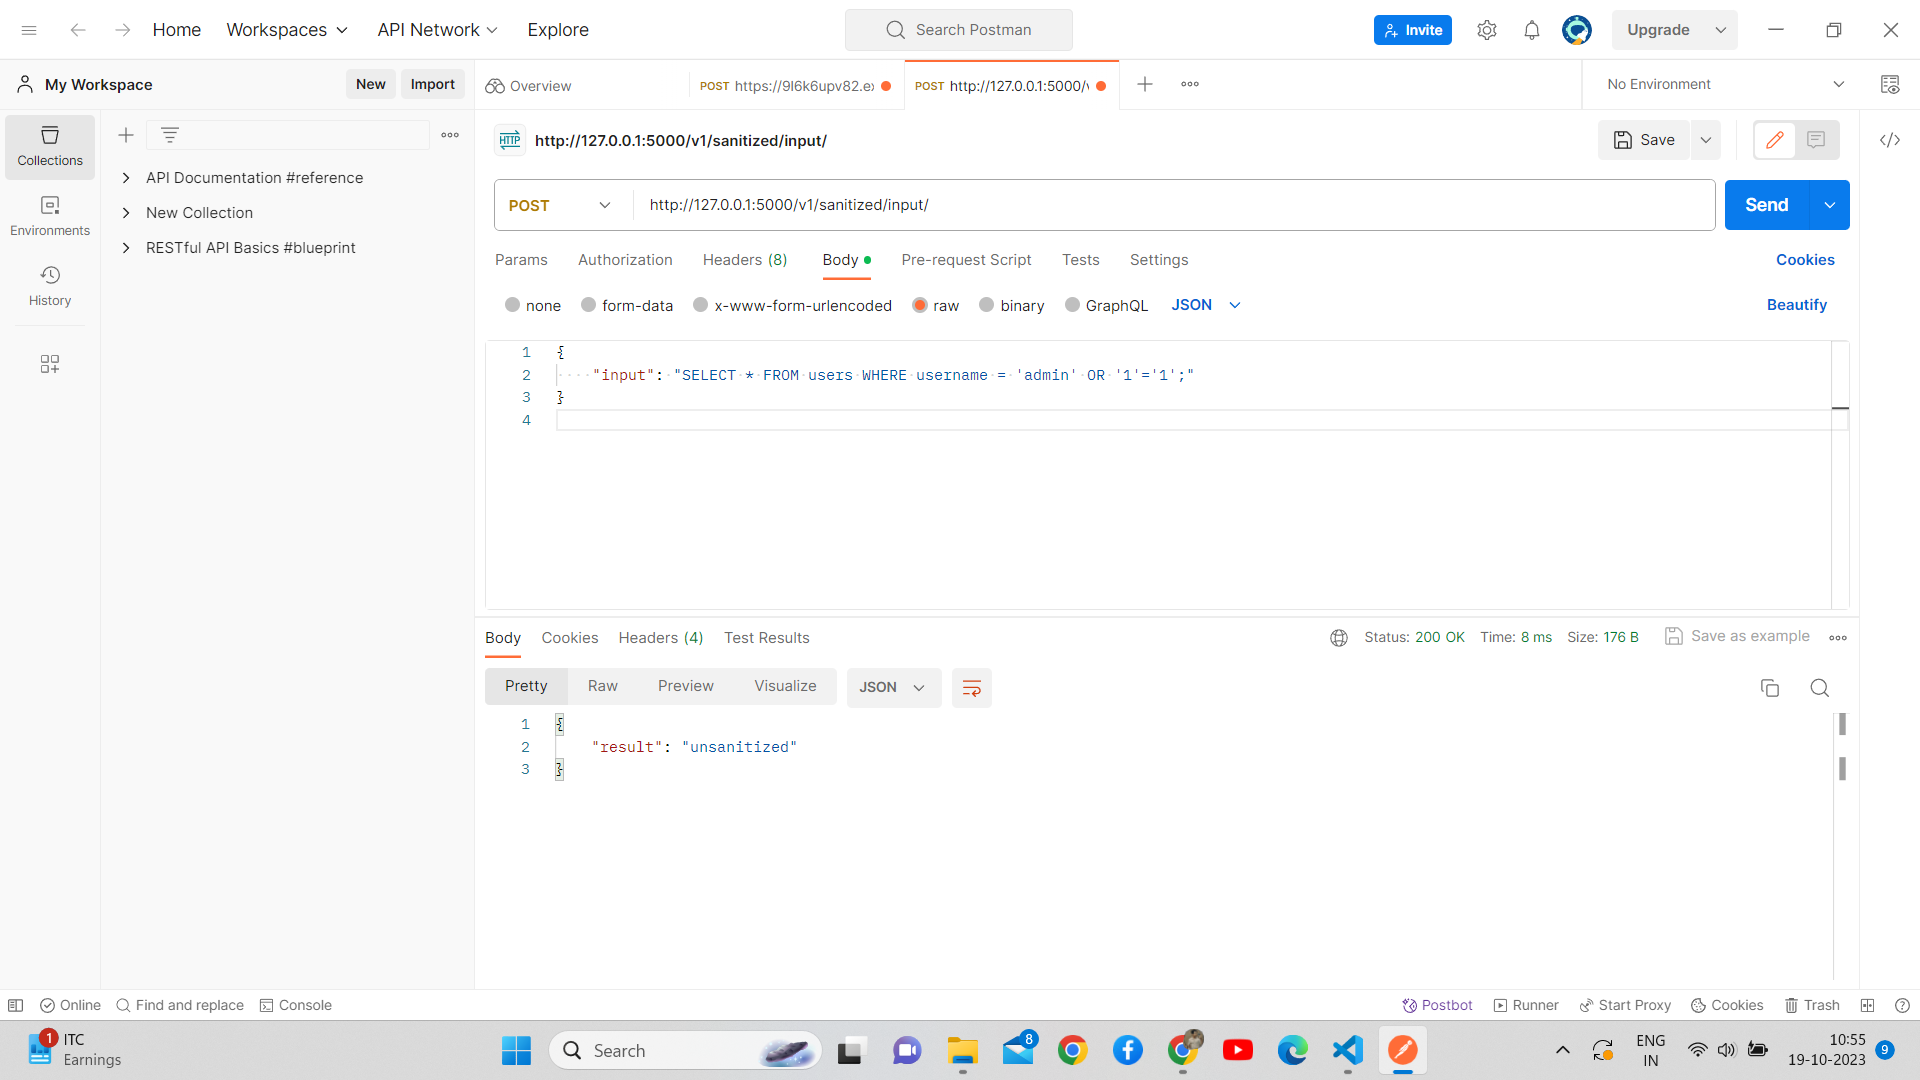 Home Workspaces API Network Explore
Search Postman
Invite
Upgrade
My Workspace New Import
Overview
POST https://9l6k6upv82.ex
POST http://127.0.0.1:5000/v
No Environment
Collections
Environments
History
API Documentation #reference
New Collection
RESTful API Basics #blueprint
HTTP http://127.0.0.1:5000/v1/sanitized/input/
Save
POST http://127.0.0.1:5000/v1/sanitized/input/
Send
Params Authorization Headers (8) Body Pre-request Script Tests Settings
Cookies
none form-data x-www-form-urlencoded raw binary GraphQL JSON
Beautify
1 {
2 "input": "SELECT * FROM users WHERE username = 'admin' OR '1'='1';"
3 }
4
Body Cookies Headers (4) Test Results
Status: 200 OK Time: 8 ms Size: 176 B Save as example
Pretty Raw Preview Visualize JSON
1 {
2 "result": "unsanitized"
3 }
Online Find and replace Console
Postbot Runner Start Proxy Cookies Trash
1 ITC
Earnings
Search
8
ENG
IN
10:55
19-10-2023
9